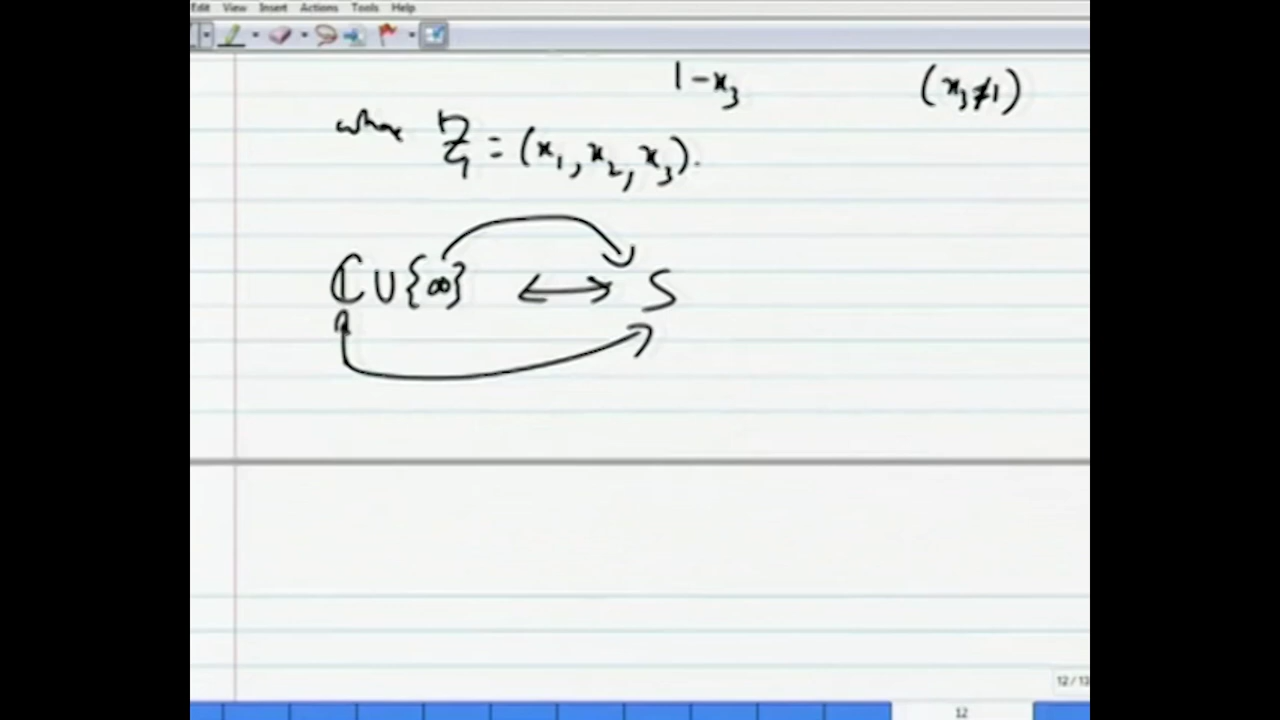 Edit View Insert Actions Tools Help
1-x₃ (x₃≠1)
where Z = (x₁, x₂, x₃).
ℂ∪{∞} ↔ S
12 / 13
12